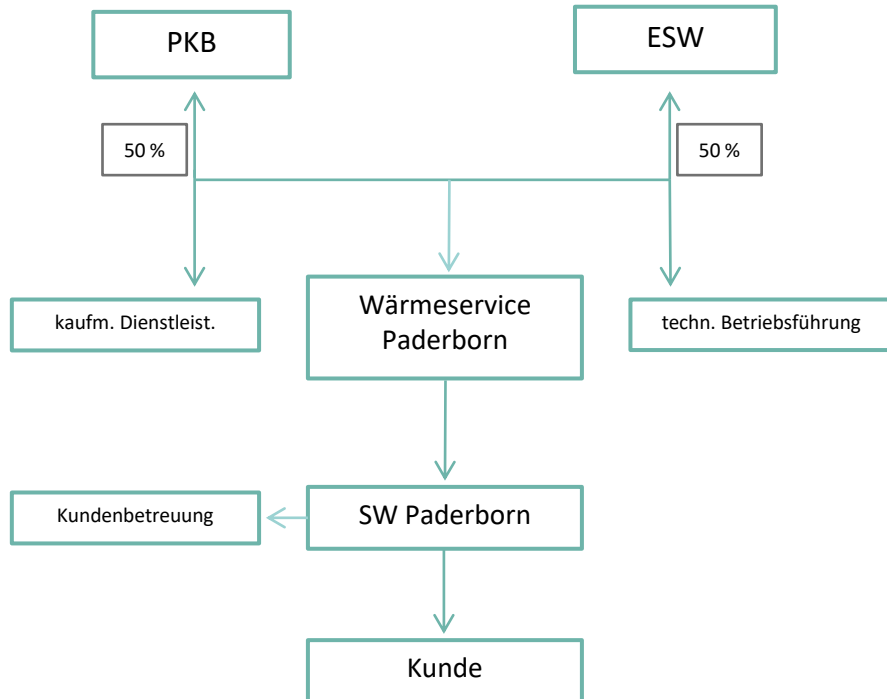 PKB
ESW
50 %
50 %
kaufm. Dienstleist.
Wärmeservice
Paderborn
techn. Betriebsführung
Kundenbetreuung
SW Paderborn
Kunde